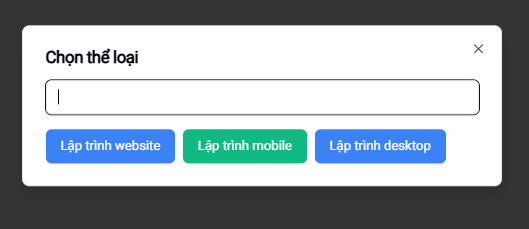 Chọn thể loại
Lập trình website Lập trình mobile Lập trình desktop